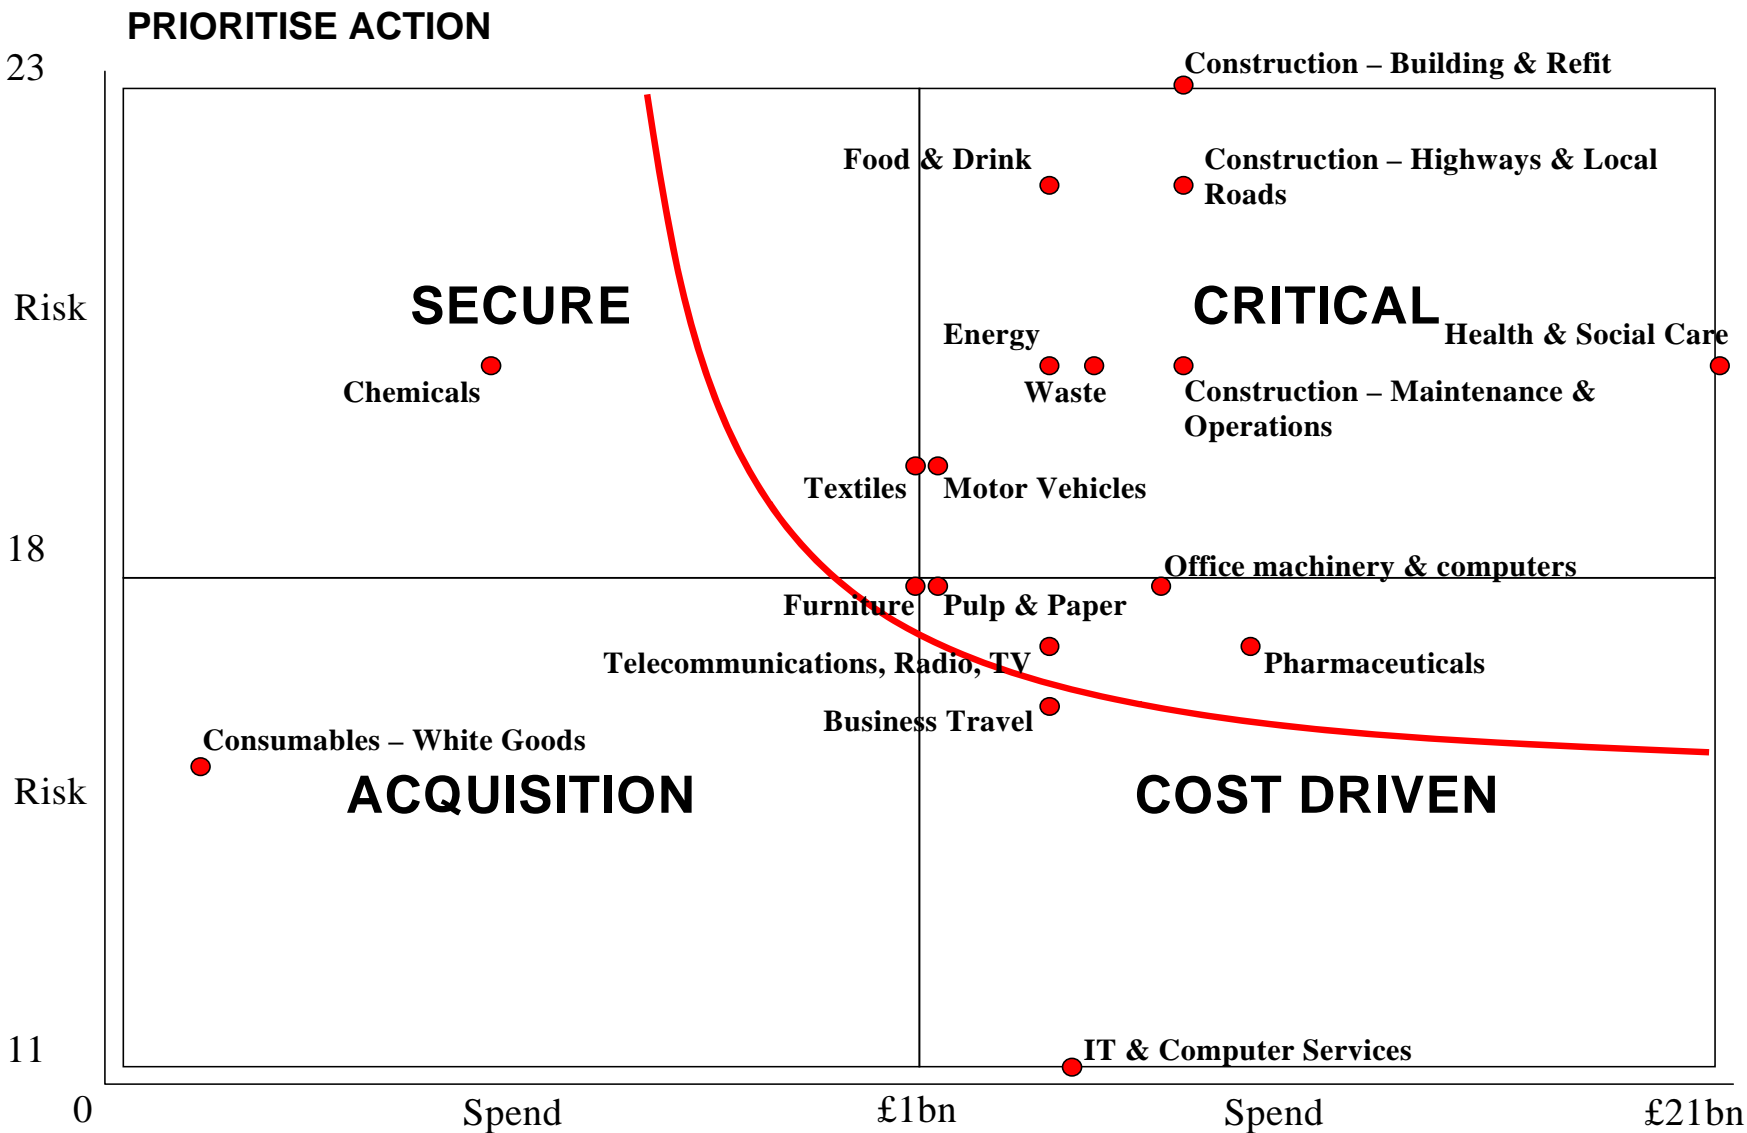 PRIORITISE ACTION
23
Construction – Building & Refit
Food & Drink
Construction – Highways & Local
Roads
Risk
SECURE
CRITICAL
Energy
Health & Social Care
Chemicals
Waste
Construction – Maintenance &
Operations
Textiles
Motor Vehicles
18
Office machinery & computers
Furniture
Pulp & Paper
Telecommunications, Radio, TV
Pharmaceuticals
Business Travel
Consumables – White Goods
Risk
ACQUISITION
COST DRIVEN
11
IT & Computer Services
0
Spend
£1bn
Spend
£21bn